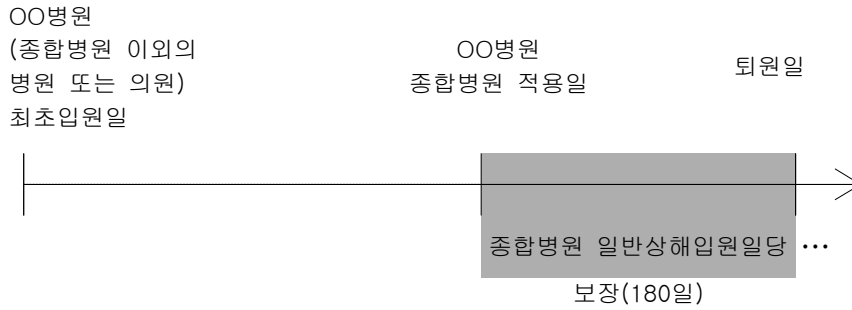 OO병원
(종합병원 이외의
병원 또는 의원)
최초입원일
OO병원
종합병원 적용일
퇴원일
종합병원 일반상해입원일당 …
보장(180일)